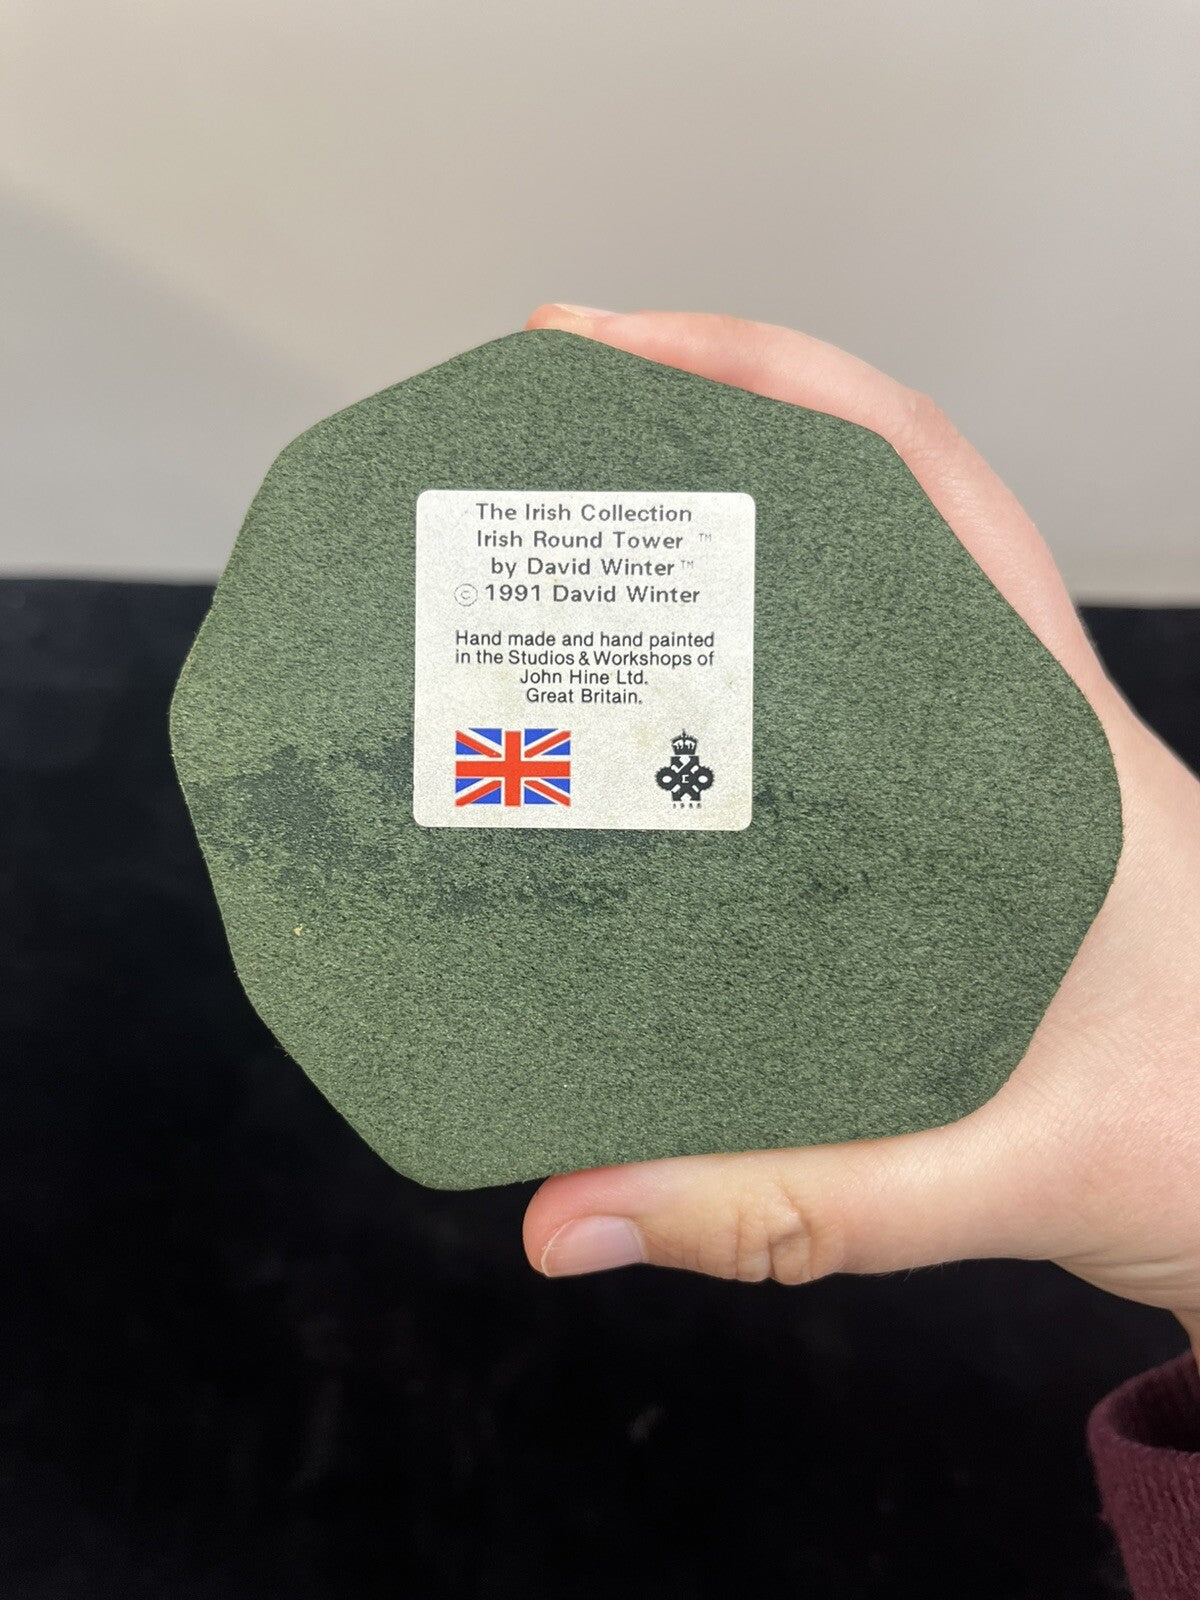 The Irish Collection
Irish Round Tower ™
by David Winter ™
© 1991 David Winter
Hand made and hand painted
in the Studios & Workshops of
John Hine Ltd.
Great Britain.
E
1988